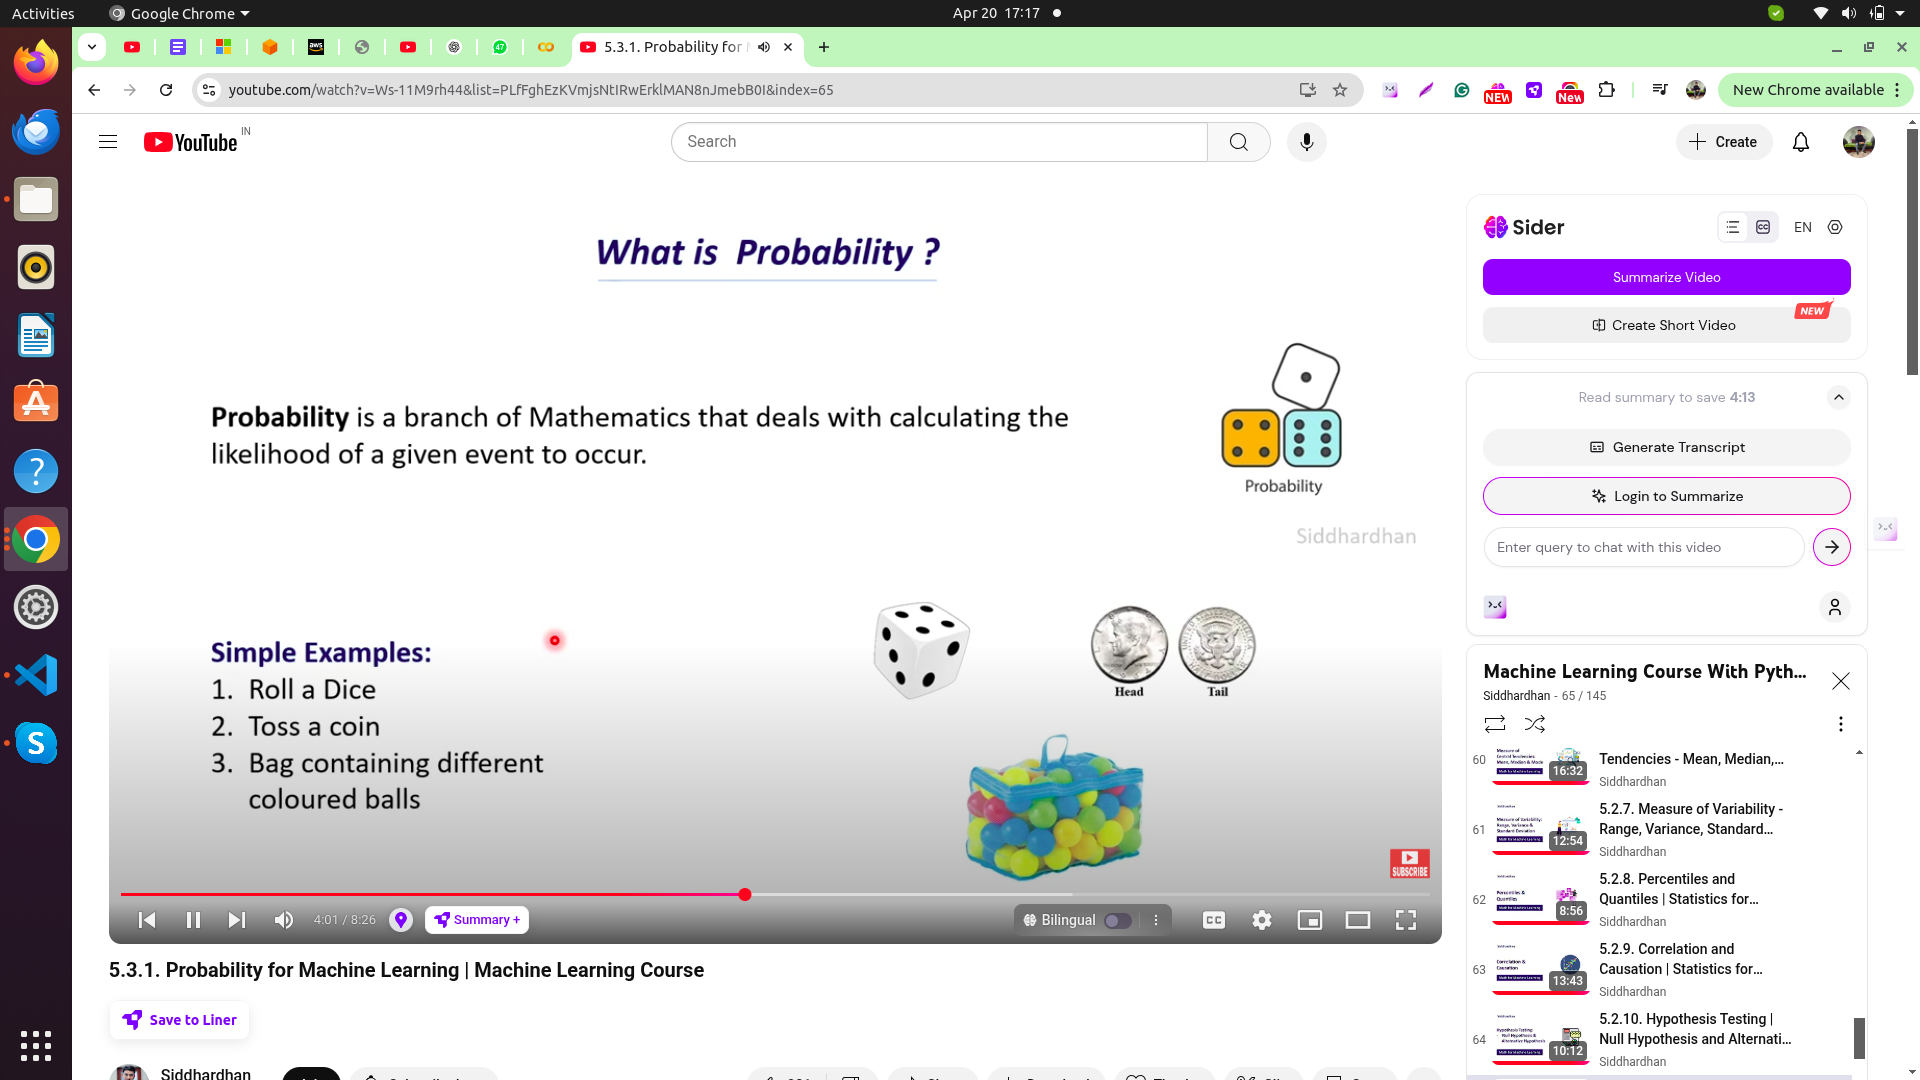 Activities
Google Chrome
Apr 20 17:17
5.3.1. Probability for
youtube.com/watch?v=Ws-11M9rh44&list=PLfFghEzKVmjsNtIRwErklMAN8nJmebB0I&index=65
NEW
New
New Chrome available
YouTube
IN
Search
Create
What is Probability ?
Probability is a branch of Mathematics that deals with calculating the
likelihood of a given event to occur.
Probability
Siddhardhan
Simple Examples:
1. Roll a Dice
2. Toss a coin
3. Bag containing different
coloured balls
Head
Tail
SUBSCRIBE
4:01 / 8:26
Summary +
Bilingual
CC
5.3.1. Probability for Machine Learning | Machine Learning Course
Save to Liner
Siddhardhan
Sider
EN
Summarize Video
NEW
Create Short Video
Read summary to save 4:13
Generate Transcript
Login to Summarize
Enter query to chat with this video
Machine Learning Course With Pyth...
Siddhardhan - 65 / 145
60
16:32
Tendencies - Mean, Median,...
Siddhardhan
61
12:54
5.2.7. Measure of Variability -
Range, Variance, Standard...
Siddhardhan
62
8:56
5.2.8. Percentiles and
Quantiles | Statistics for...
Siddhardhan
63
13:43
5.2.9. Correlation and
Causation | Statistics for...
Siddhardhan
64
10:12
5.2.10. Hypothesis Testing |
Null Hypothesis and Alternati...
Siddhardhan